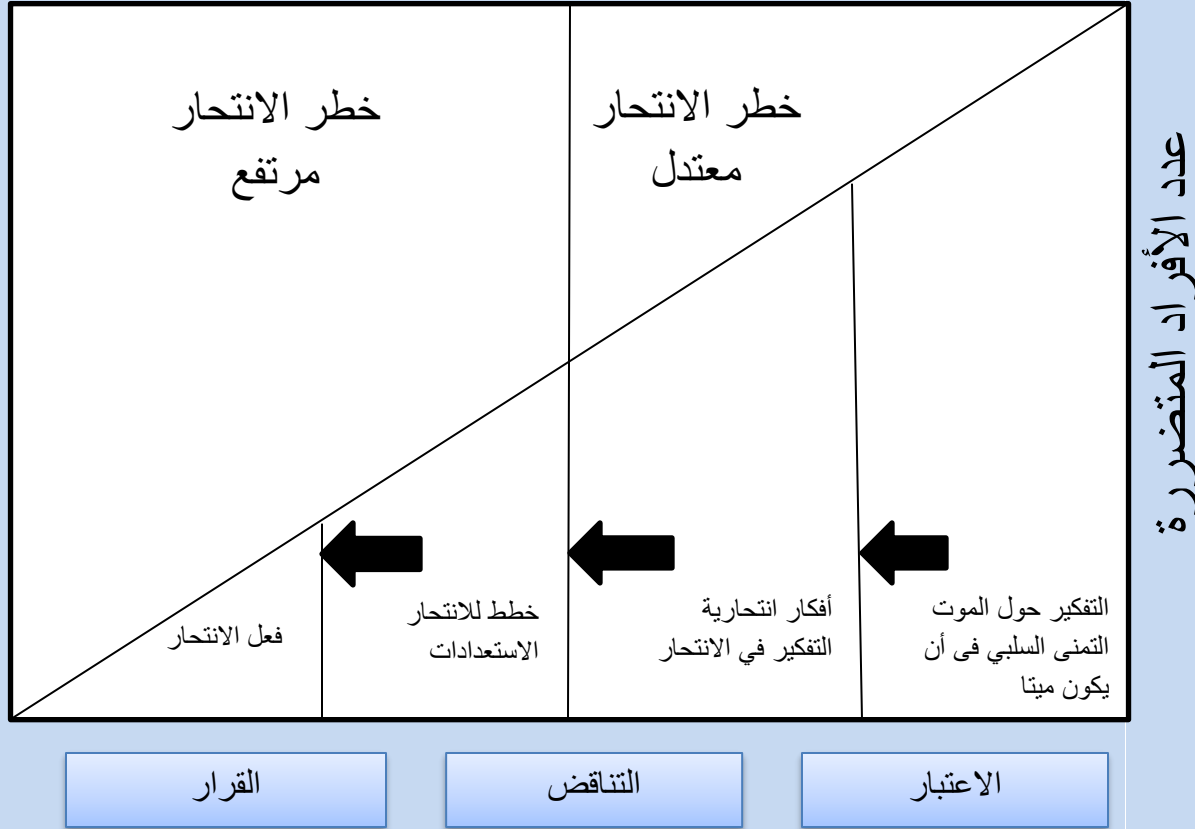 خطر الانتحار
معتدل
خطر الانتحار
مرتفع
عدد الأفراد المتضررة
التفكير حول الموت
التمنى السلبي فى أن
يكون ميتا
أفكار انتحارية
التفكير في الانتحار
خطط للانتحار
الاستعدادات
فعل الانتحار
الاعتبار
التناقض
القرار